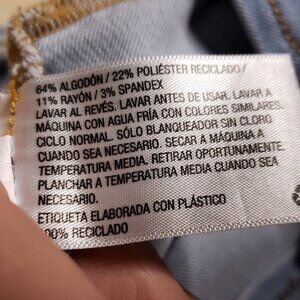 64% ALGODÓN / 22% POLIÉSTER RECICLADO /
11% RAYÓN / 3% SPANDEX
LAVAR AL REVÉS. LAVAR ANTES DE USAR. LAVAR A
MÁQUINA CON AGUA FRÍA CON COLORES SIMILARES.
CICLO NORMAL. SÓLO BLANQUEADOR SIN CLORO
CUANDO SEA NECESARIO. SECAR A MÁQUINA A
TEMPERATURA MEDIA. RETIRAR OPORTUNAMENTE.
PLANCHAR A TEMPERATURA MEDIA CUANDO SEA
NECESARIO.
ETIQUETA ELABORADA CON PLÁSTICO
100% RECICLADO